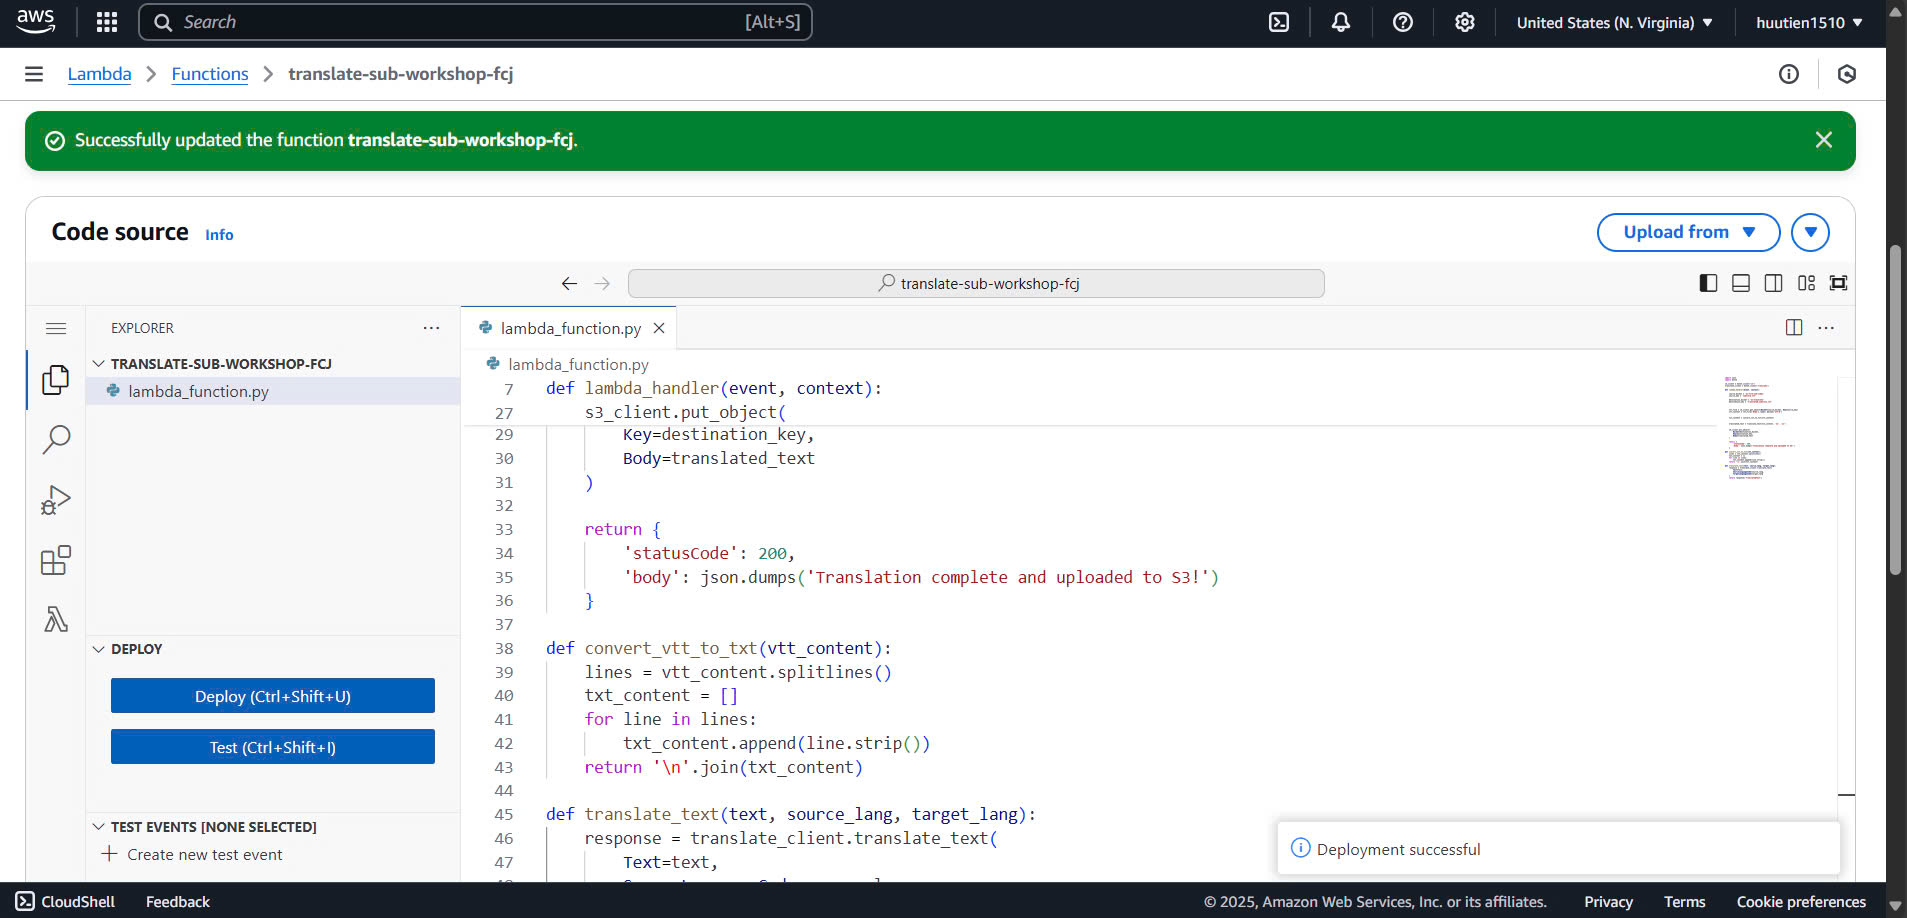 aws
Search [Alt+S]
United States (N. Virginia)
huutien1510
Lambda
Functions
translate-sub-workshop-fcj
Successfully updated the function translate-sub-workshop-fcj.
Code source Info
Upload from
translate-sub-workshop-fcj
EXPLORER
TRANSLATE-SUB-WORKSHOP-FCJ
lambda_function.py
DEPLOY
Deploy (Ctrl+Shift+U)
Test (Ctrl+Shift+I)
TEST EVENTS [NONE SELECTED]
Create new test event
lambda_function.py
lambda_function.py
7 def lambda_handler(event, context):
27 s3_client.put_object(
29 Key=destination_key,
30 Body=translated_text
31 )
32
33 return {
34 'statusCode': 200,
35 'body': json.dumps('Translation complete and uploaded to S3!')
36 }
37
38 def convert_vtt_to_txt(vtt_content):
39 lines = vtt_content.splitlines()
40 txt_content = []
41 for line in lines:
42 txt_content.append(line.strip())
43 return '\n'.join(txt_content)
44
45 def translate_text(text, source_lang, target_lang):
46 response = translate_client.translate_text(
47 Text=text,
Deployment successful
CloudShell
Feedback
© 2025, Amazon Web Services, Inc. or its affiliates.
Privacy
Terms
Cookie preferences